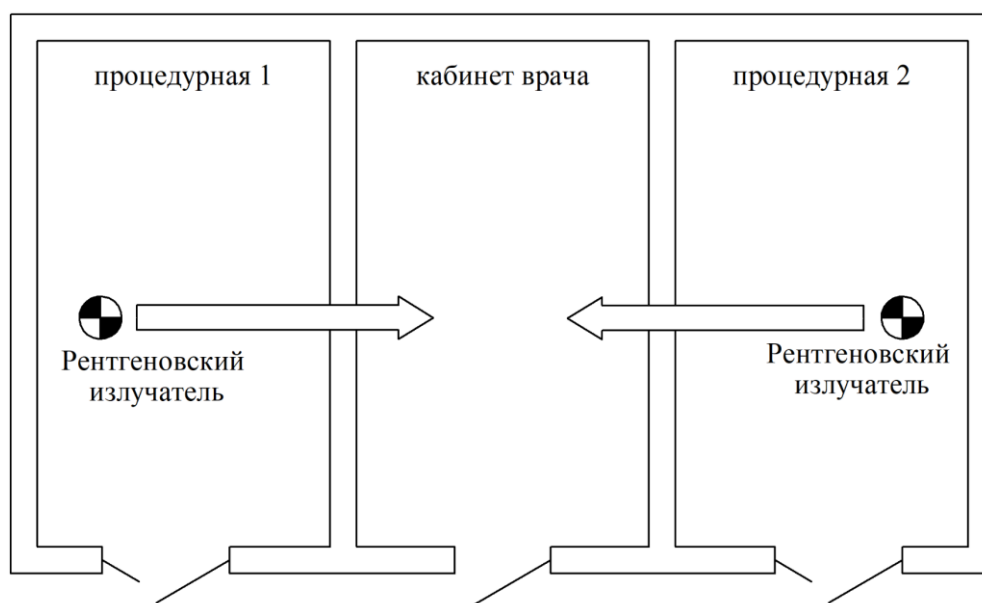 процедурная 1
кабинет врача
процедурная 2
Рентгеновский
излучатель
Рентгеновский
излучатель